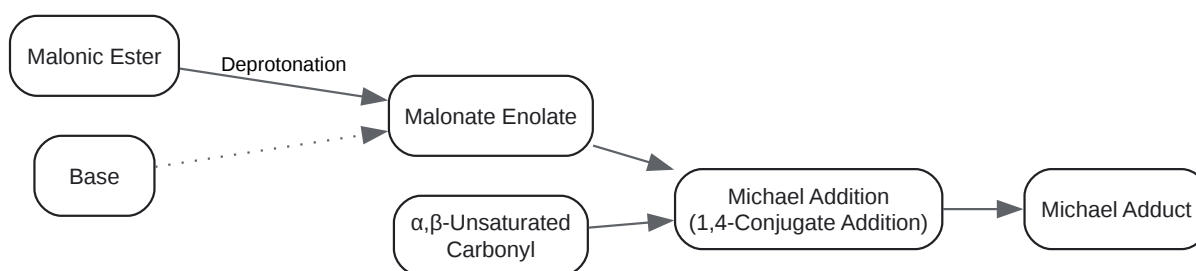 Malonic Ester
Deprotonation
Malonate Enolate
Base
Michael Addition
(1,4-Conjugate Addition)
Michael Adduct
α,β-Unsaturated
Carbonyl